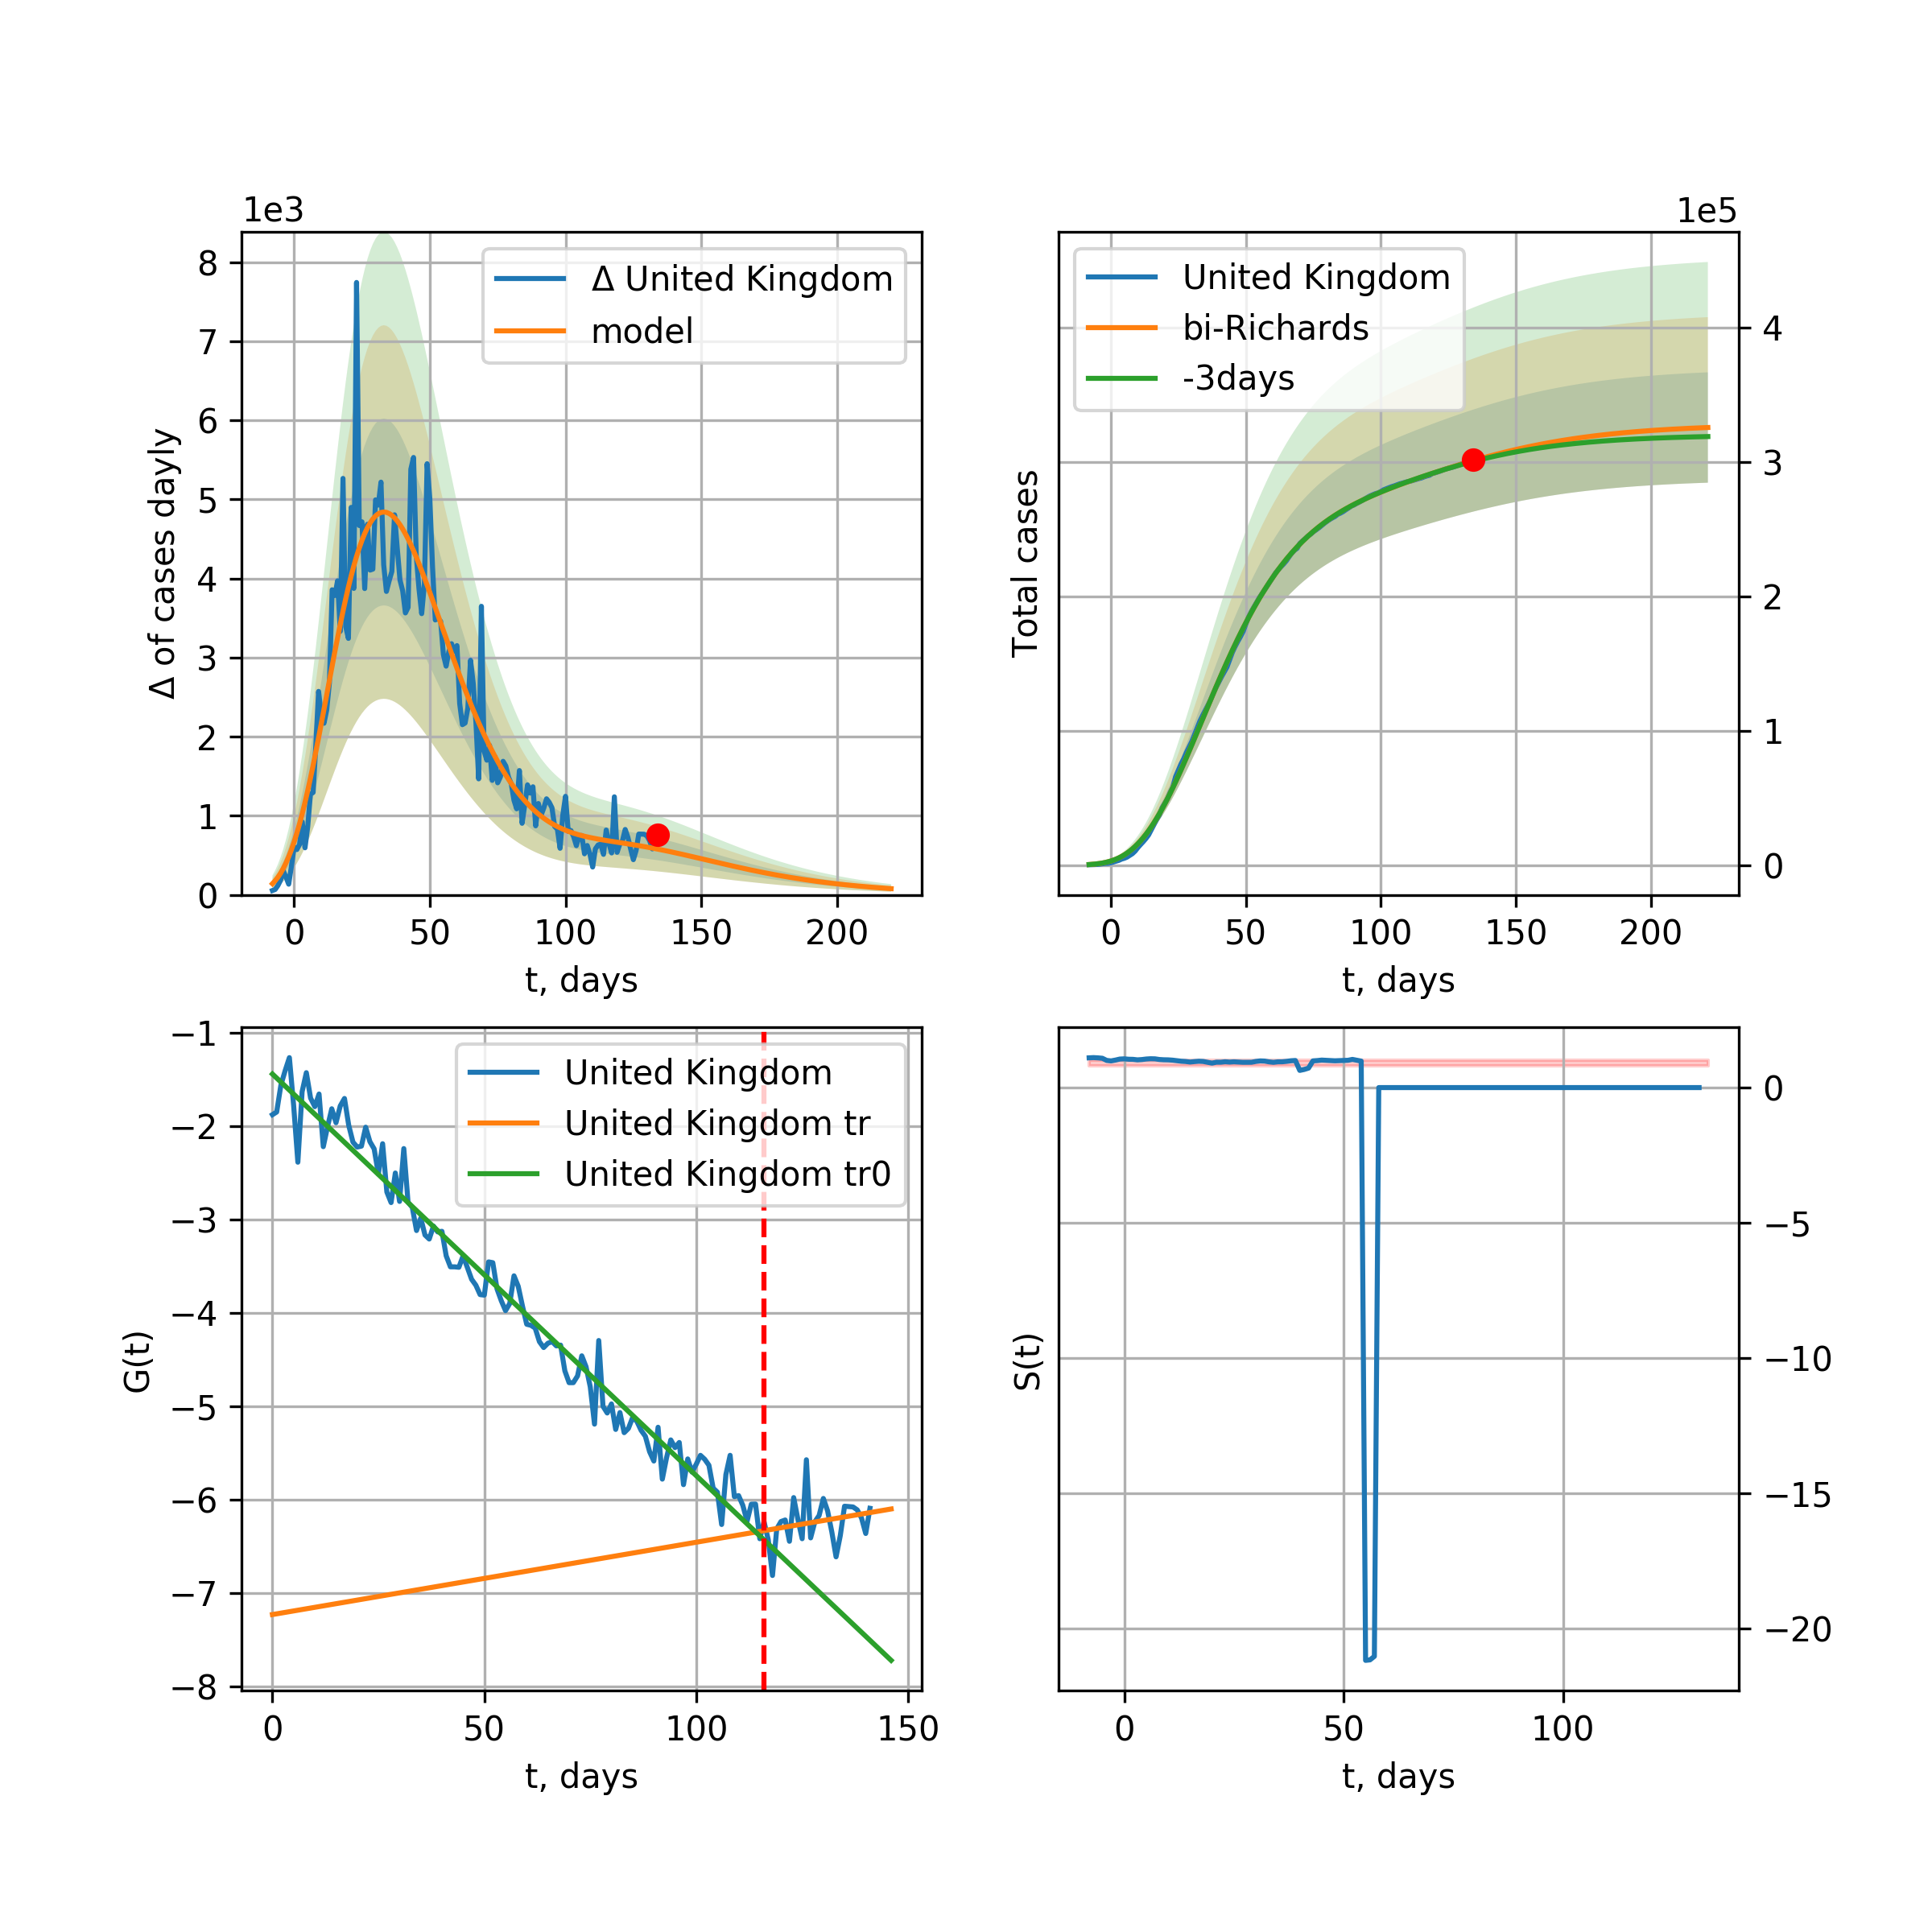 1e3
8
7
6
5
4
3
2
1
0
Δ of cases dayly
Δ United Kingdom
model
0 50 100 150 200
t, days
1e5
United Kingdom
bi-Richards
-3days
4
3
2
1
0
Total cases
0 50 100 150 200
t, days
−1
−2
−3
−4
−5
−6
−7
−8
G(t)
United Kingdom
United Kingdom tr
United Kingdom tr0
0 50 100 150
t, days
S(t)
0
−5
−10
−15
−20
0 50 100
t, days